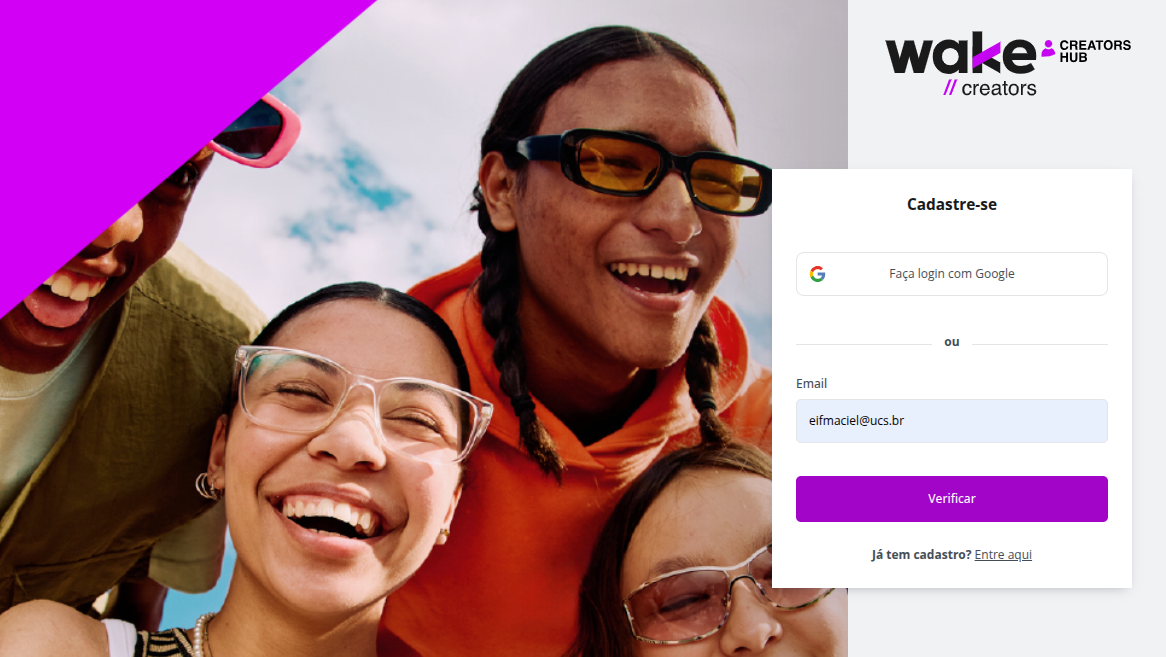 wake
CREATORS
HUB
// creators
Cadastre-se
Faça login com Google
ou
Email
eifmaciel@ucs.br
Verificar
Já tem cadastro? Entre aqui